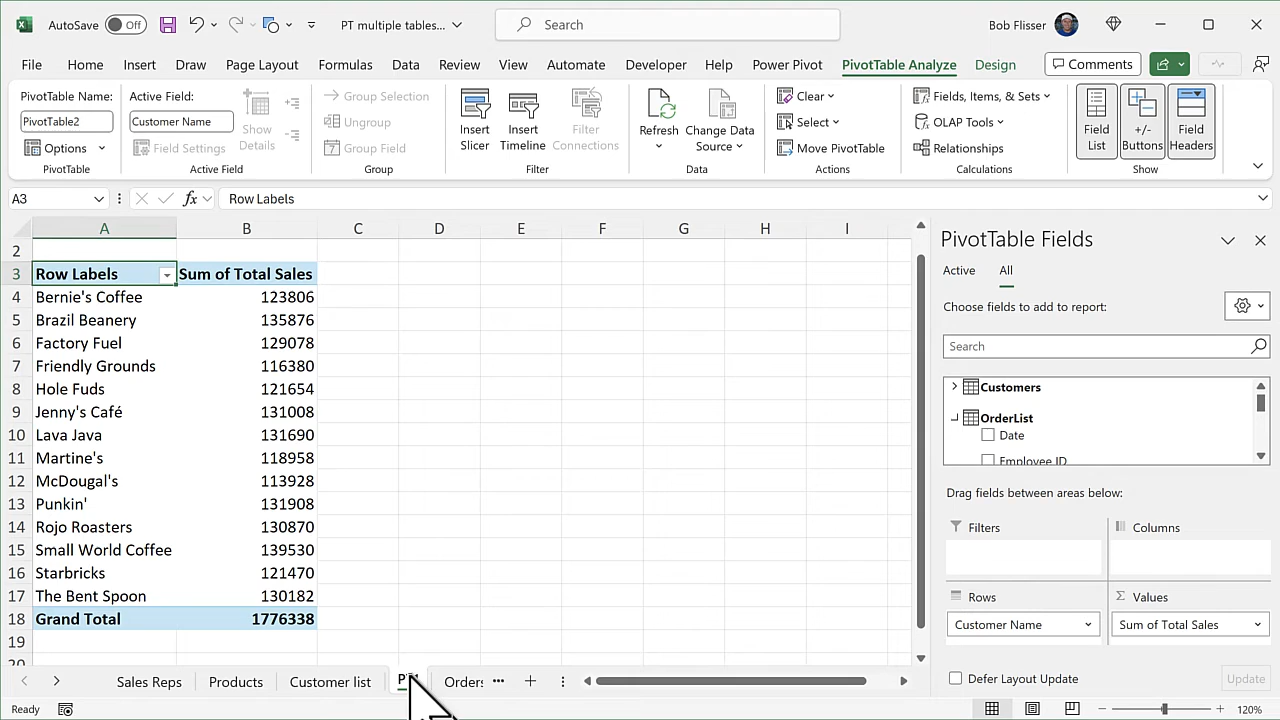 AutoSave Off PT multiple tables... Search Bob Flisser
File Home Insert Draw Page Layout Formulas Data Review View Automate Developer Help Power Pivot PivotTable Analyze Design Comments
PivotTable Name:
PivotTable2
Options
PivotTable
Active Field:
Customer Name
Field Settings
Show Details
Active Field
Group Selection
Ungroup
Group Field
Group
Insert Slicer
Insert Timeline
Filter Connections
Filter
Refresh
Change Data Source
Data
Clear
Select
Move PivotTable
Actions
Fields, Items, & Sets
OLAP Tools
Relationships
Calculations
Field List
+/- Buttons
Field Headers
Show
A3 fx Row Labels
A B C D E F G H I
2
3 Row Labels Sum of Total Sales
4 Bernie's Coffee 123806
5 Brazil Beanery 135876
6 Factory Fuel 129078
7 Friendly Grounds 116380
8 Hole Fuds 121654
9 Jenny's Café 131008
10 Lava Java 131690
11 Martine's 118958
12 McDougal's 113928
13 Punkin' 131908
14 Rojo Roasters 130870
15 Small World Coffee 139530
16 Starbricks 121470
17 The Bent Spoon 130182
18 Grand Total 1776338
19
20
PivotTable Fields
Active All
Choose fields to add to report:
Search
Customers
OrderList
Date
Employee ID
Drag fields between areas below:
Filters
Columns
Rows
Customer Name
Σ Values
Sum of Total Sales
Defer Layout Update Update
Sales Reps Products Customer list Orders
Ready 120%